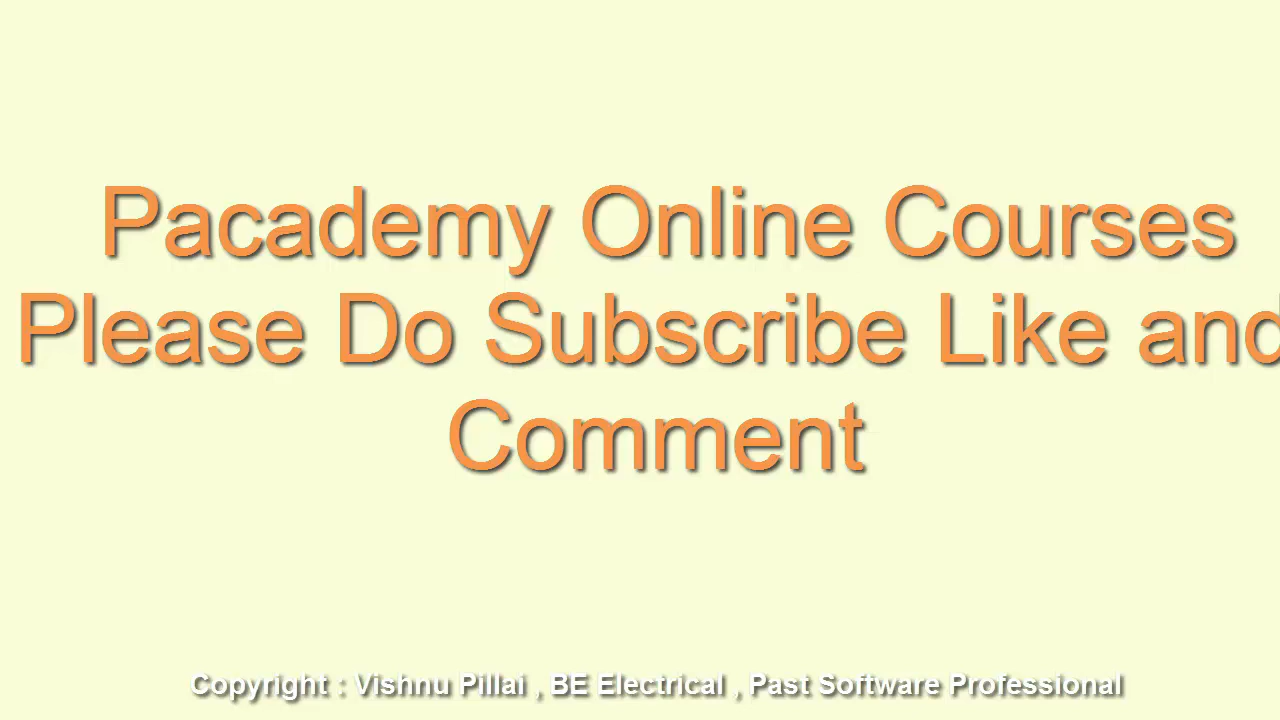 Pacademy Online Courses
Please Do Subscribe Like and
Comment
Copyright : Vishnu Pillai , BE Electrical , Past Software Professional